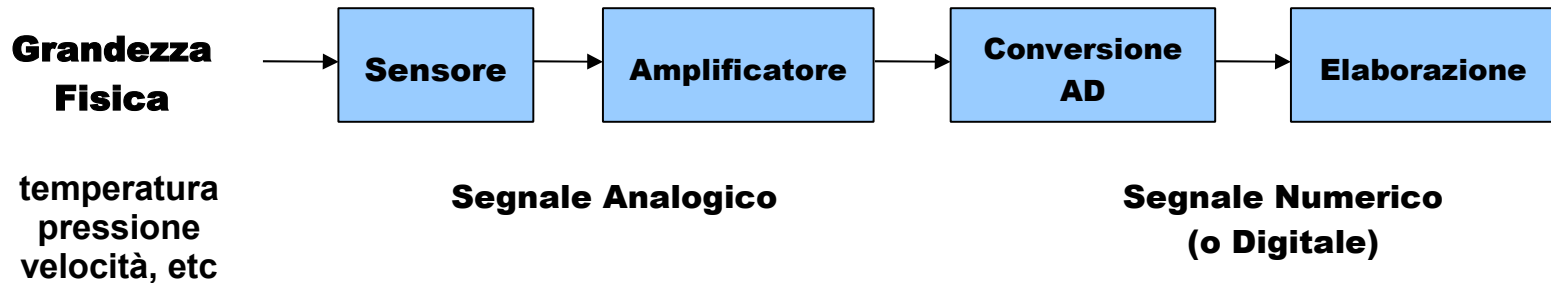 Grandezza
Fisica
Sensore
Amplificatore
Conversione
AD
Elaborazione
temperatura
pressione
velocità, etc
Segnale Analogico
Segnale Numerico
(o Digitale)